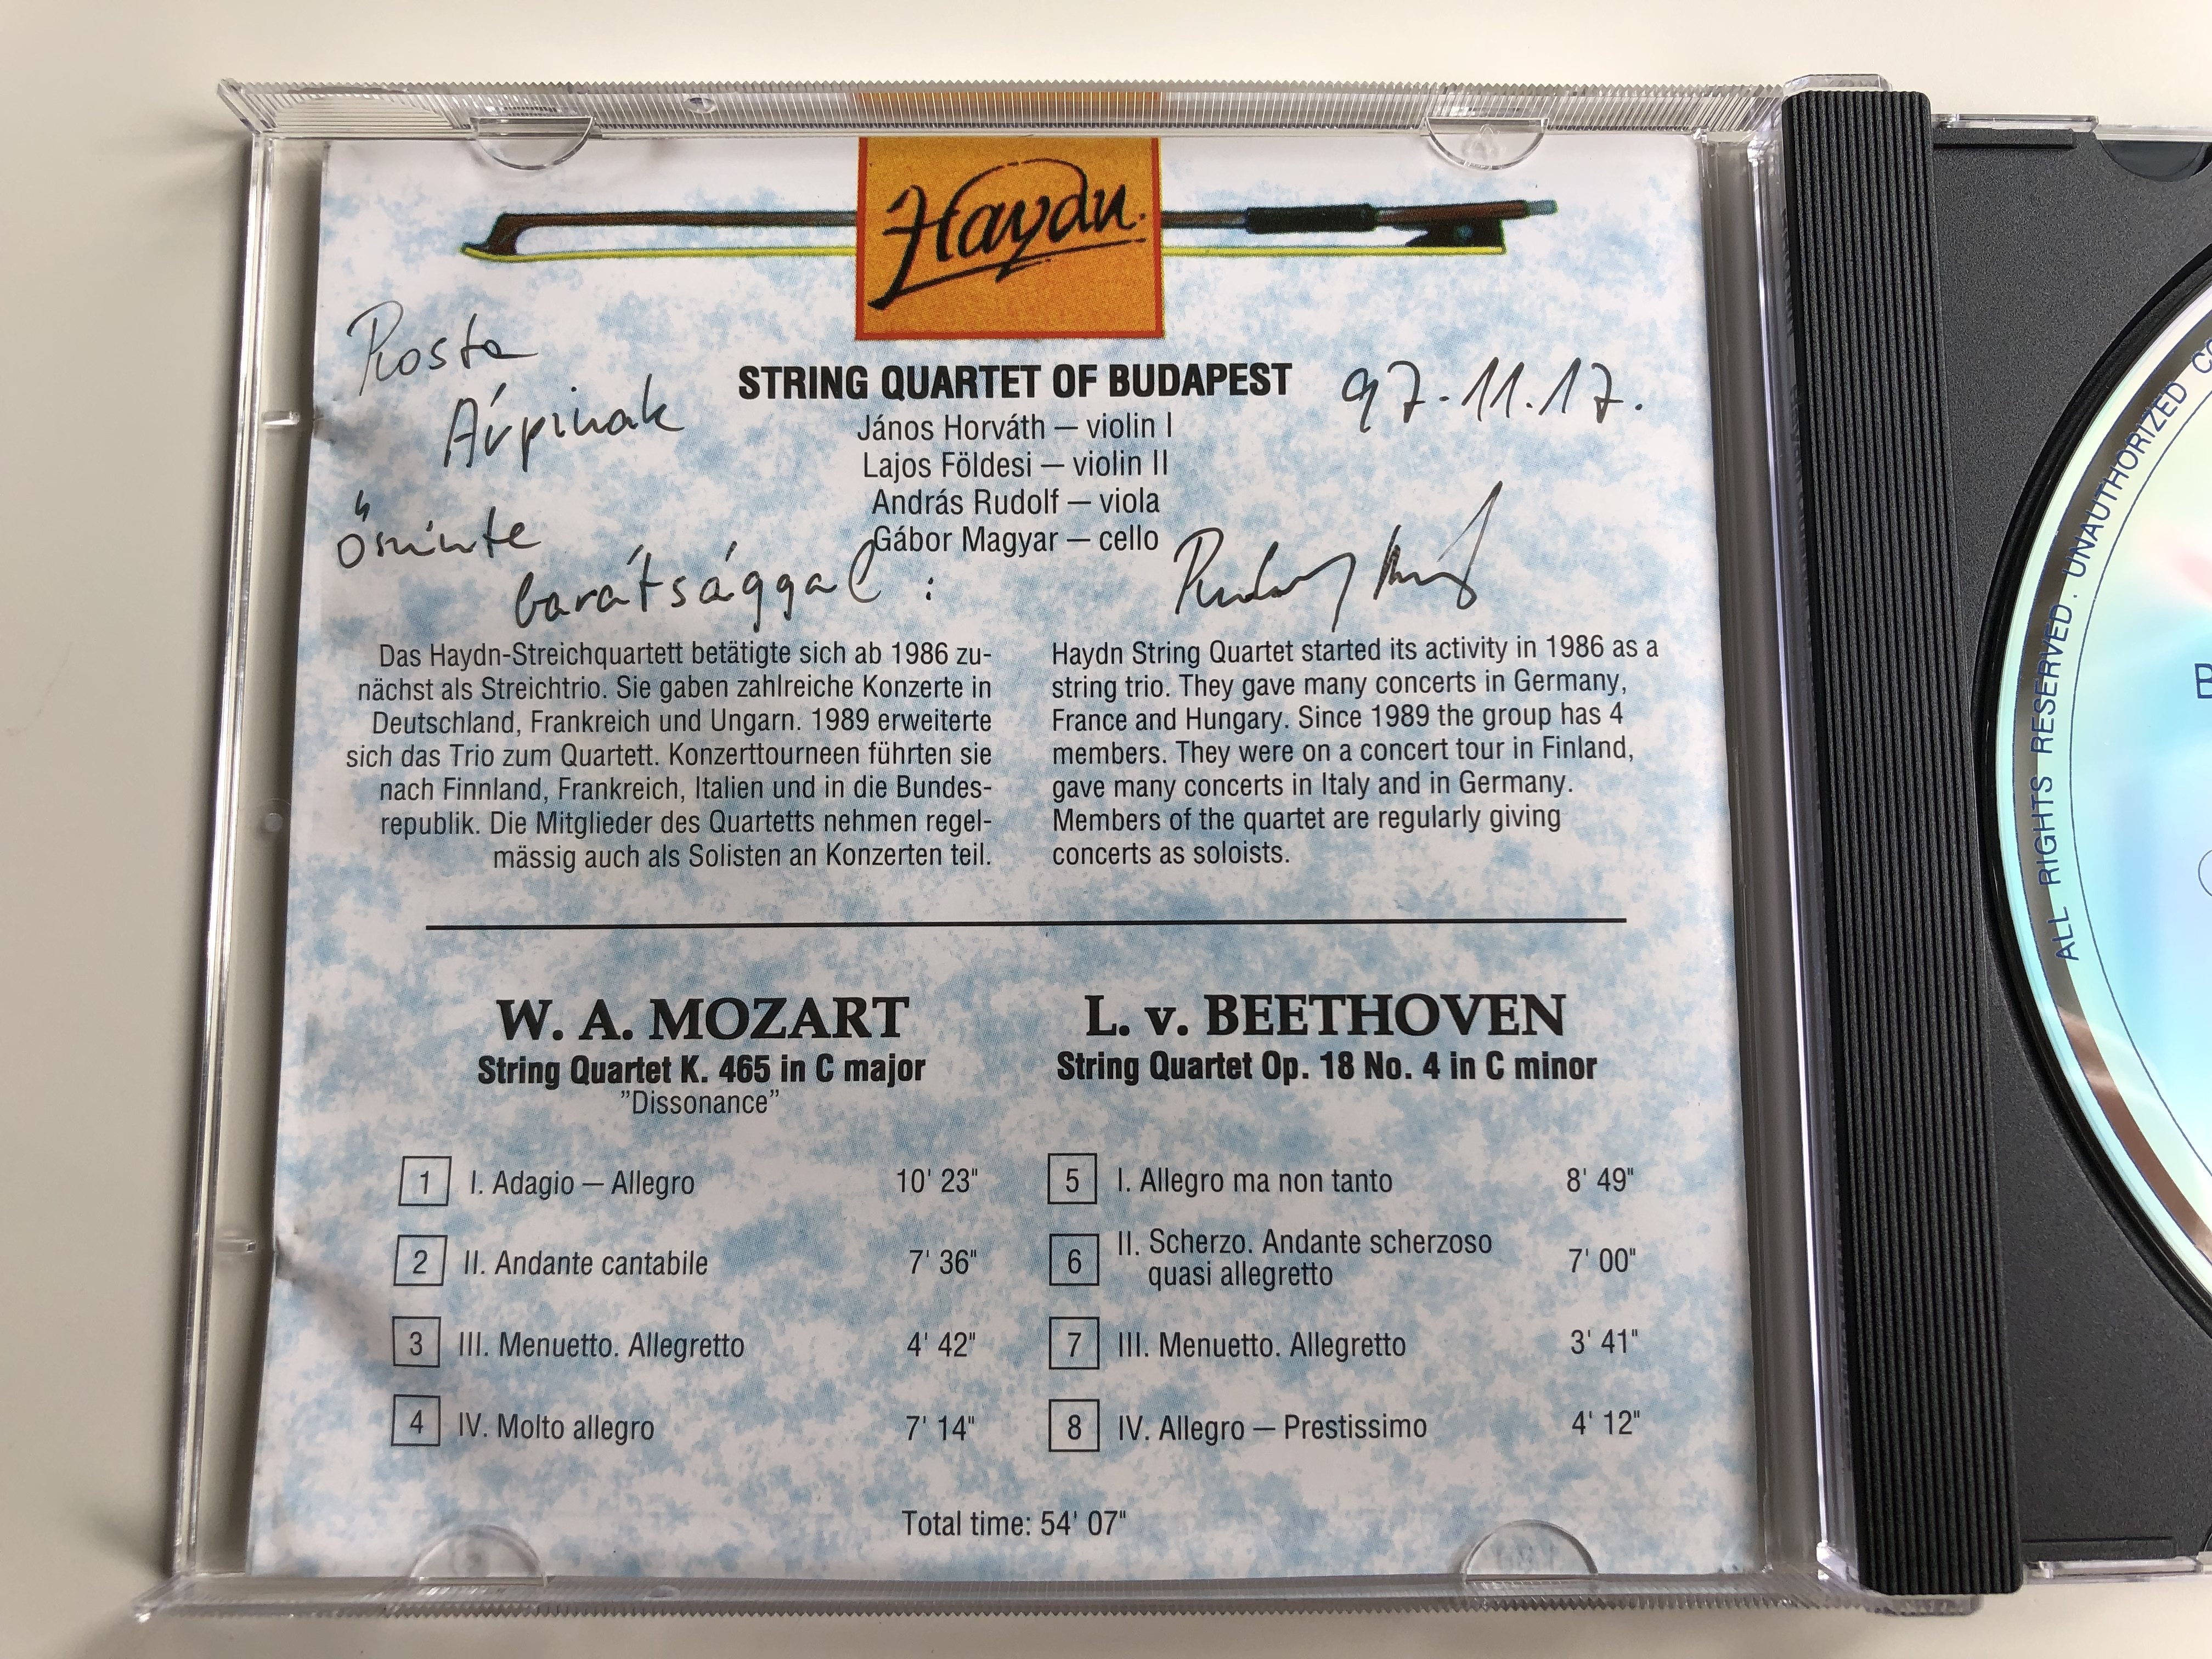 Haydn
STRING QUARTET OF BUDAPEST
János Horváth — violin I
Lajos Földesi — violin II
András Rudolf — viola
Gábor Magyar — cello
Rosta
Árpinak
őszinte
barátsággal :
97.11.17.
Rudolf
Das Haydn-Streichquartett betätigte sich ab 1986 zu-
nächst als Streichtrio. Sie gaben zahlreiche Konzerte in
Deutschland, Frankreich und Ungarn. 1989 erweiterte
sich das Trio zum Quartett. Konzerttourneen führten sie
nach Finnland, Frankreich, Italien und in die Bundes-
republik. Die Mitglieder des Quartetts nehmen regel-
mässig auch als Solisten an Konzerten teil.
Haydn String Quartet started its activity in 1986 as a
string trio. They gave many concerts in Germany,
France and Hungary. Since 1989 the group has 4
members. They were on a concert tour in Finland,
gave many concerts in Italy and in Germany.
Members of the quartet are regularly giving
concerts as soloists.
W. A. MOZART
String Quartet K. 465 in C major
”Dissonance”
1 I. Adagio — Allegro 10' 23"
2 II. Andante cantabile 7' 36"
3 III. Menuetto. Allegretto 4' 42"
4 IV. Molto allegro 7' 14"
L. v. BEETHOVEN
String Quartet Op. 18 No. 4 in C minor
5 I. Allegro ma non tanto 8' 49"
6 II. Scherzo. Andante scherzoso
quasi allegretto 7' 00"
7 III. Menuetto. Allegretto 3' 41"
8 IV. Allegro — Prestissimo 4' 12"
Total time: 54' 07"
ALL RIGHTS RESERVED. UNAUTHORIZED